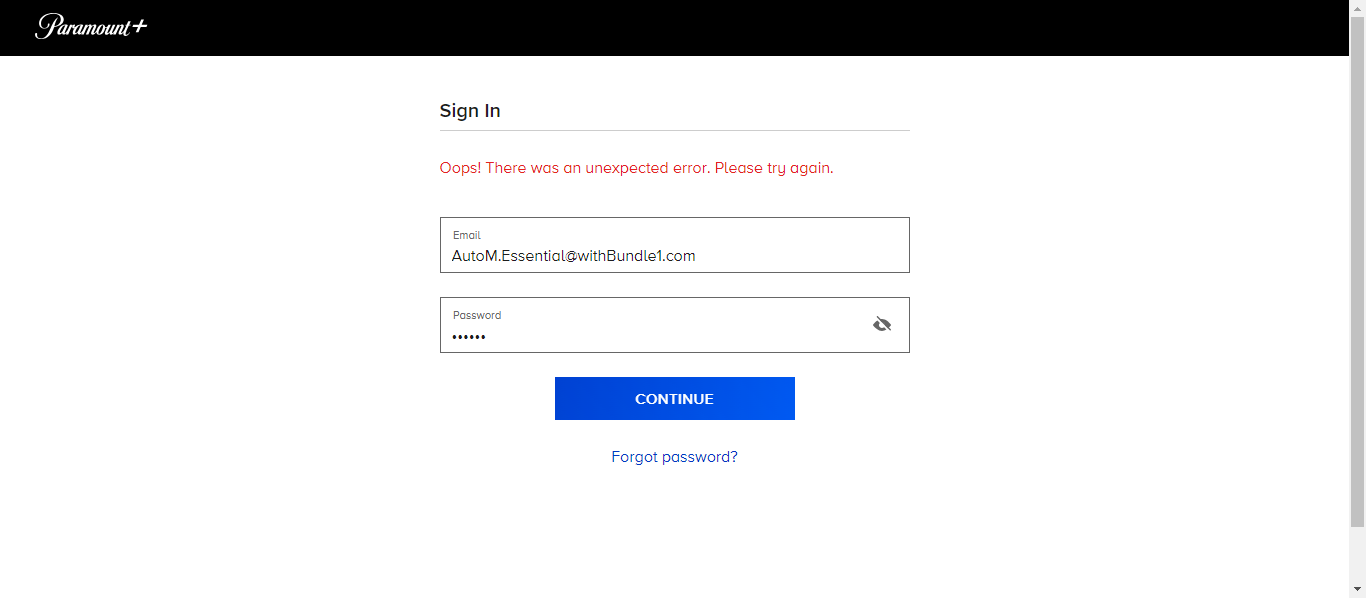 Paramount+
Sign In
Oops! There was an unexpected error. Please try again.
Email
AutoM.Essential@withBundle1.com
Password
••••••
CONTINUE
Forgot password?